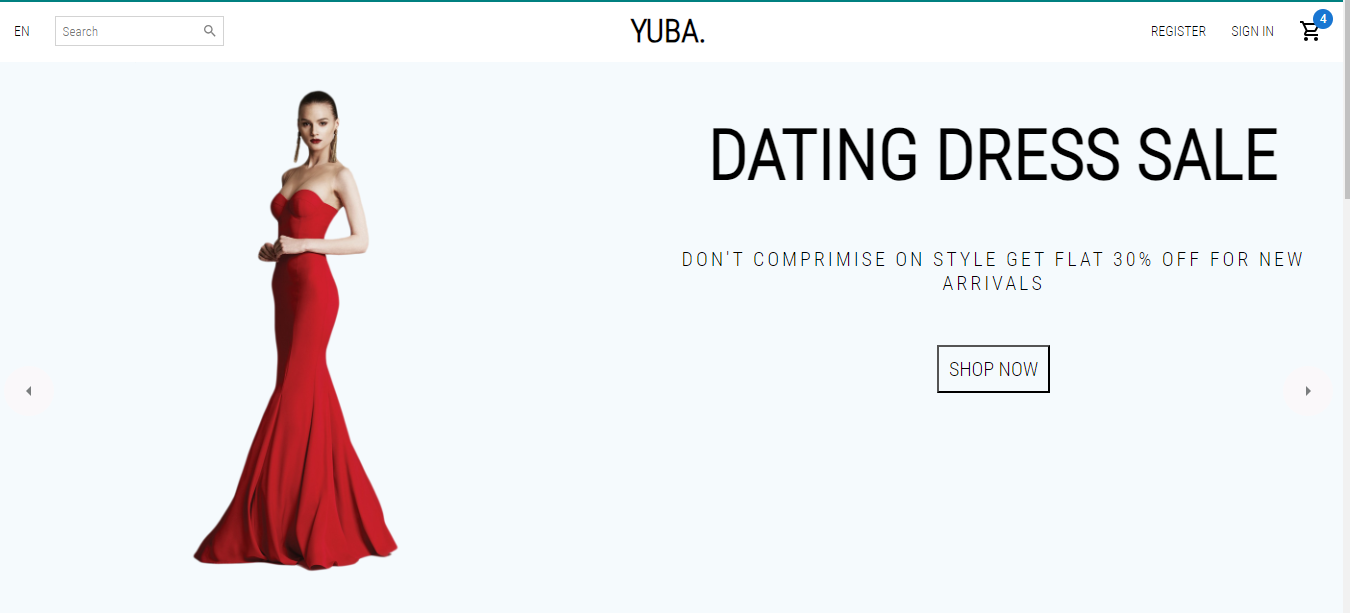 EN
Search
YUBA.
REGISTER
SIGN IN
4
DATING DRESS SALE
DON'T COMPRIMISE ON STYLE GET FLAT 30% OFF FOR NEW
ARRIVALS
SHOP NOW